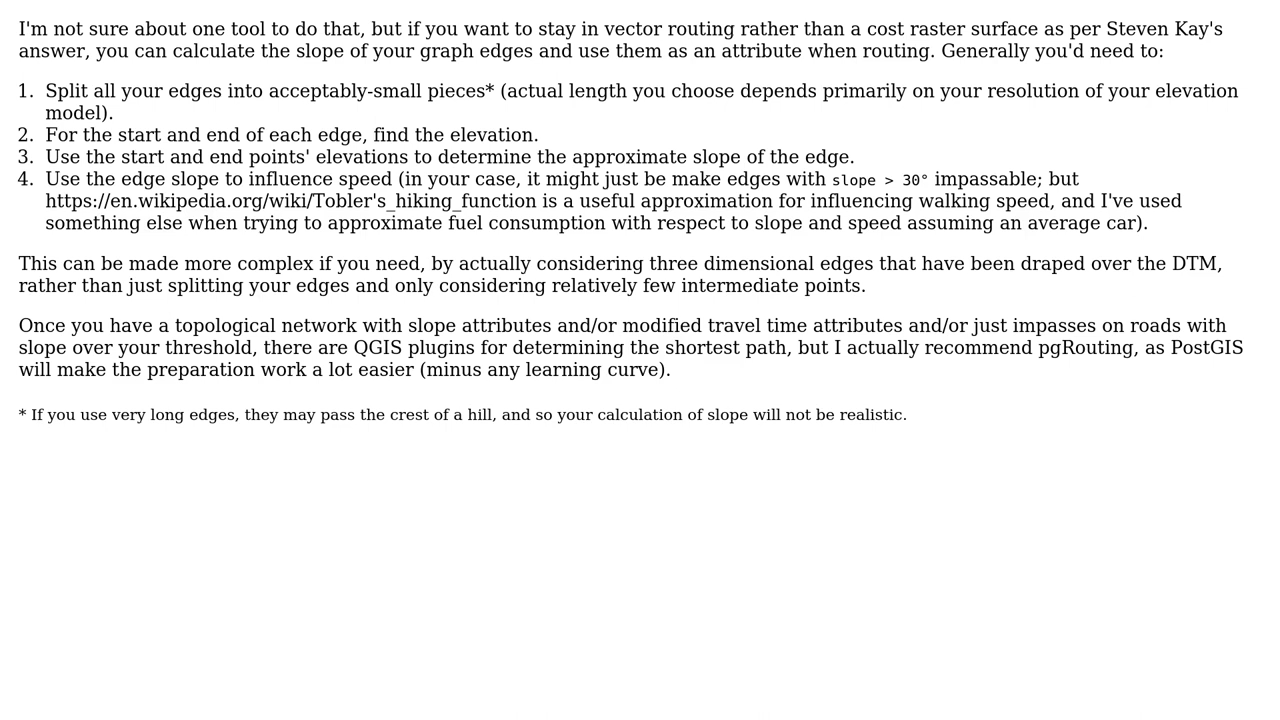 I'm not sure about one tool to do that, but if you want to stay in vector routing rather than a cost raster surface as per Steven Kay's
answer, you can calculate the slope of your graph edges and use them as an attribute when routing. Generally you'd need to:
1. Split all your edges into acceptably-small pieces* (actual length you choose depends primarily on your resolution of your elevation
model).
2. For the start and end of each edge, find the elevation.
3. Use the start and end points' elevations to determine the approximate slope of the edge.
4. Use the edge slope to influence speed (in your case, it might just be make edges with slope > 30° impassable; but
https://en.wikipedia.org/wiki/Tobler's_hiking_function is a useful approximation for influencing walking speed, and I've used
something else when trying to approximate fuel consumption with respect to slope and speed assuming an average car).
This can be made more complex if you need, by actually considering three dimensional edges that have been draped over the DTM,
rather than just splitting your edges and only considering relatively few intermediate points.
Once you have a topological network with slope attributes and/or modified travel time attributes and/or just impasses on roads with
slope over your threshold, there are QGIS plugins for determining the shortest path, but I actually recommend pgRouting, as PostGIS
will make the preparation work a lot easier (minus any learning curve).
* If you use very long edges, they may pass the crest of a hill, and so your calculation of slope will not be realistic.